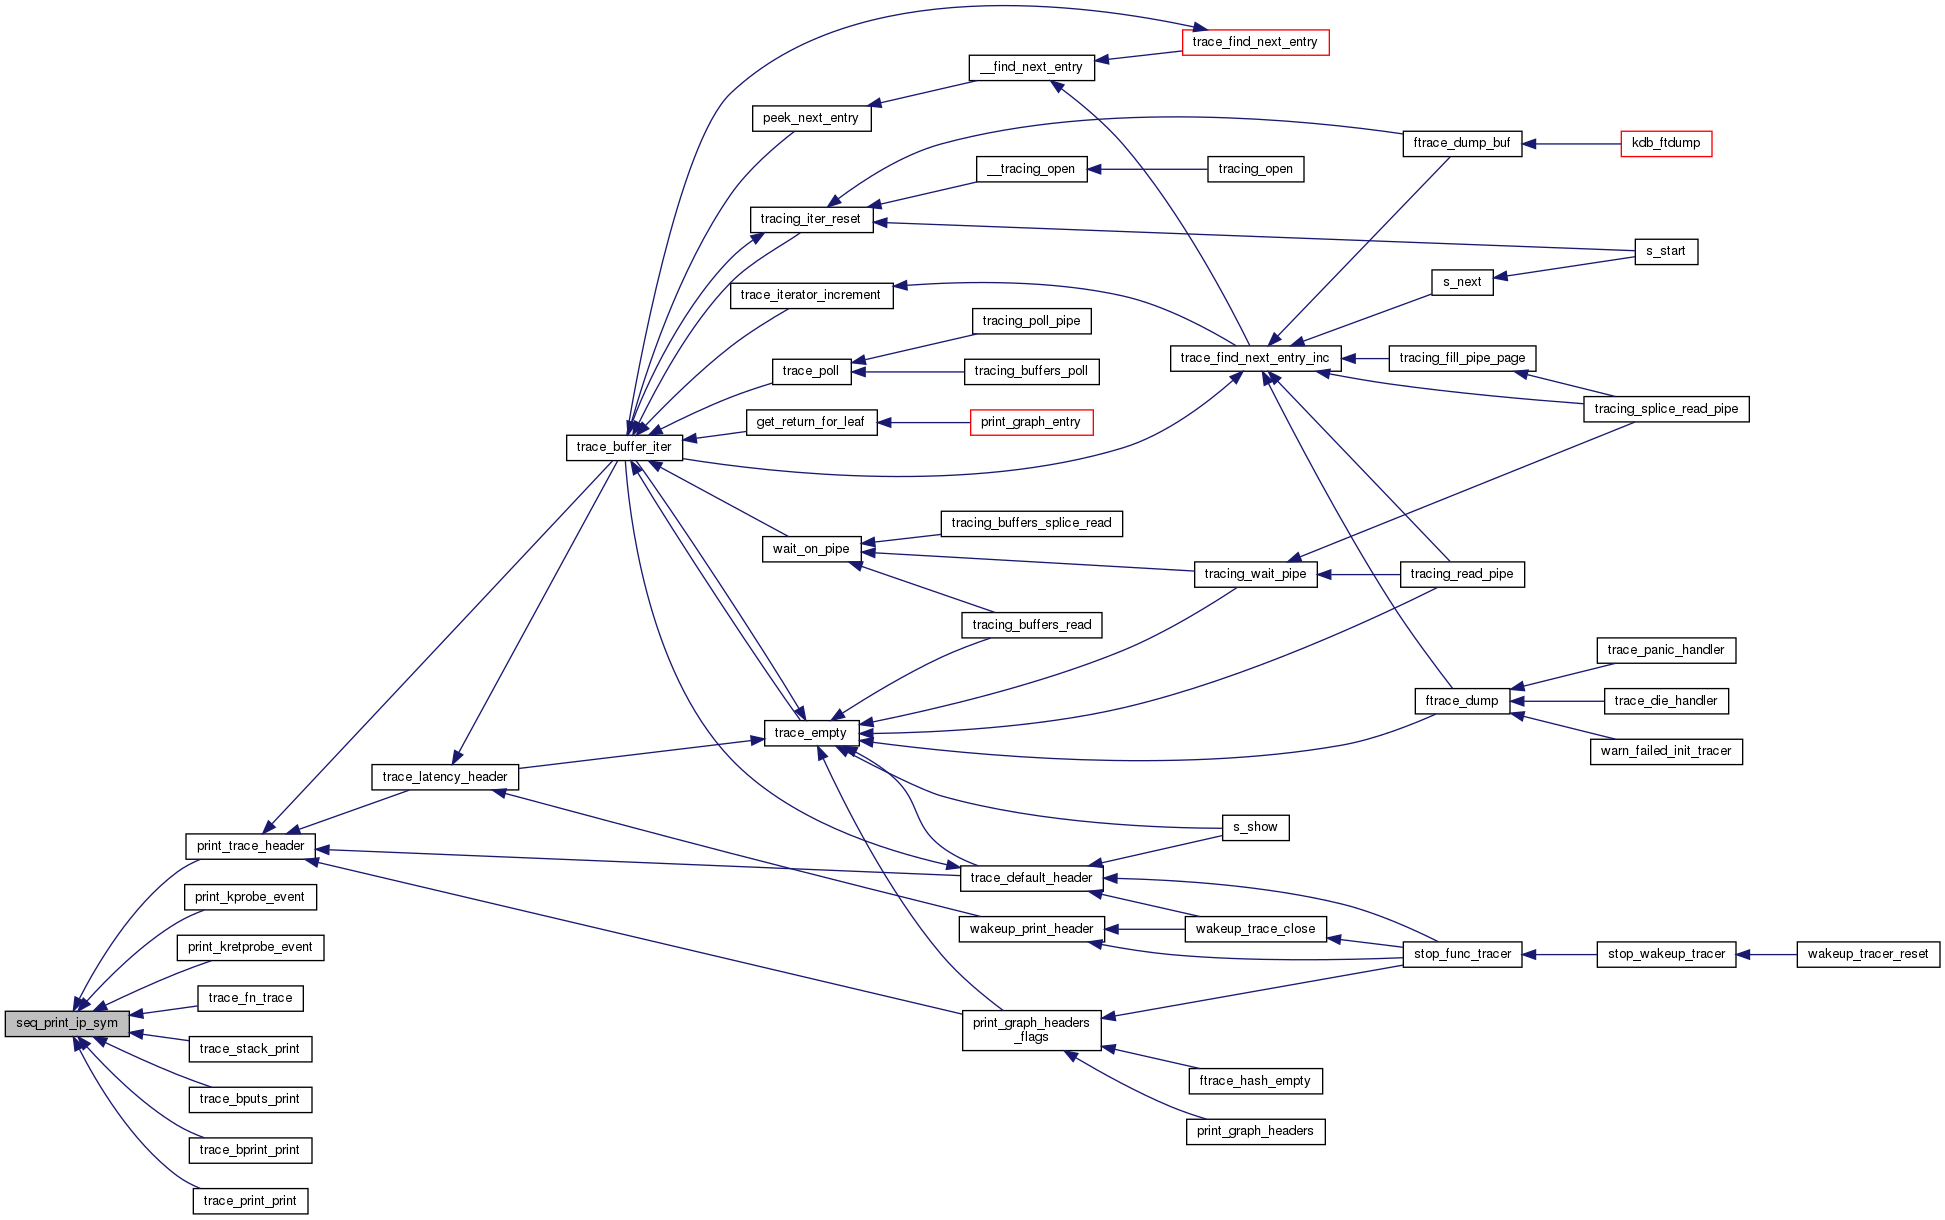 trace_find_next_entry
__find_next_entry
peek_next_entry
ftrace_dump_buf
kdb_ftdump
__tracing_open
tracing_open
tracing_iter_reset
s_start
s_next
trace_iterator_increment
tracing_poll_pipe
trace_find_next_entry_inc
tracing_fill_pipe_page
trace_poll
tracing_buffers_poll
tracing_splice_read_pipe
get_return_for_leaf
print_graph_entry
trace_buffer_iter
tracing_buffers_splice_read
wait_on_pipe
tracing_wait_pipe
tracing_read_pipe
tracing_buffers_read
trace_panic_handler
ftrace_dump
trace_die_handler
trace_empty
warn_failed_init_tracer
trace_latency_header
s_show
print_trace_header
trace_default_header
print_kprobe_event
wakeup_print_header
wakeup_trace_close
print_kretprobe_event
stop_func_tracer
stop_wakeup_tracer
wakeup_tracer_reset
trace_fn_trace
seq_print_ip_sym
print_graph_headers
_flags
trace_stack_print
ftrace_hash_empty
trace_bputs_print
print_graph_headers
trace_bprint_print
trace_print_print